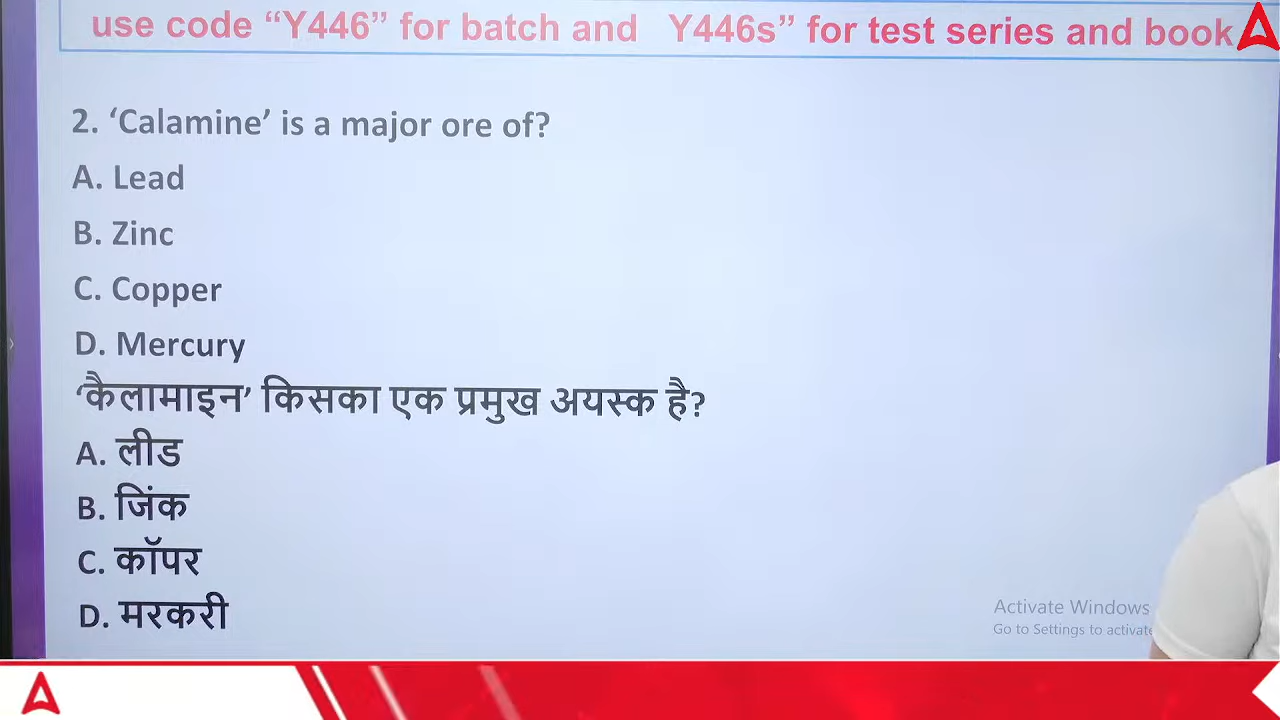 use code “Y446” for batch and Y446s” for test series and book
2. ‘Calamine’ is a major ore of?
A. Lead
B. Zinc
C. Copper
D. Mercury
‘कैलामाइन’ किसका एक प्रमुख अयस्क है?
A. लीड
B. जिंक
C. कॉपर
D. मरकरी
Activate Windows
Go to Settings to activate